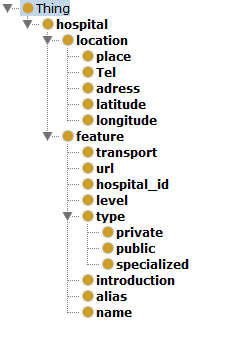 Thing
hospital
location
place
Tel
adress
latitude
longitude
feature
transport
url
hospital_id
level
type
private
public
specialized
introduction
alias
name